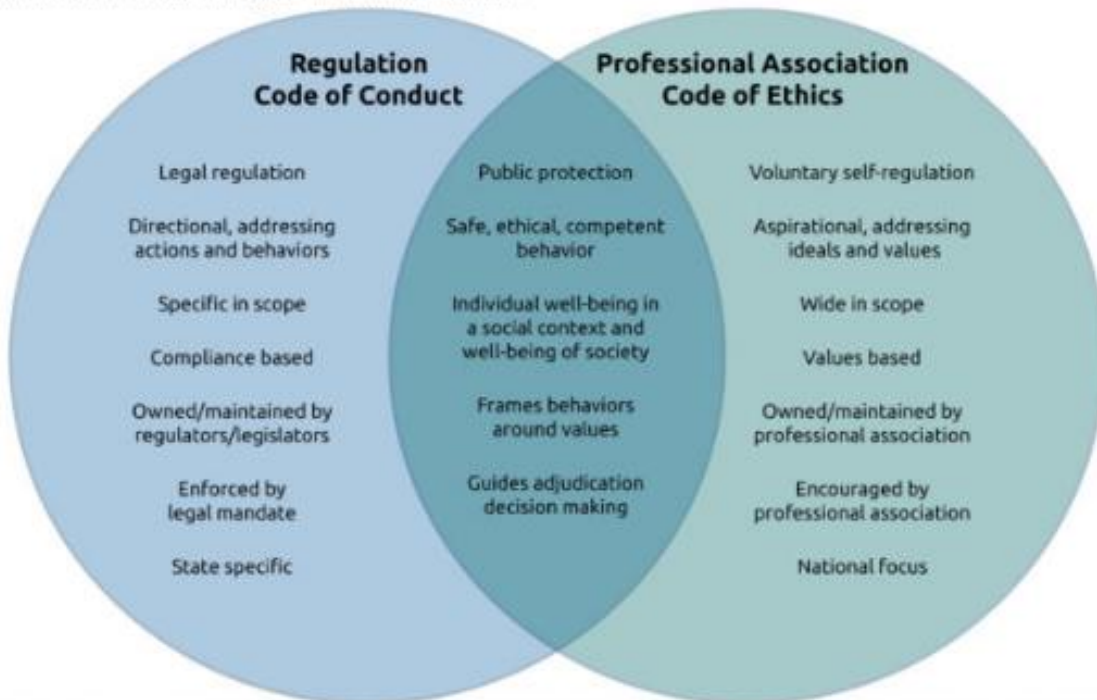 Regulation
Code of Conduct
Legal regulation
Directional, addressing
actions and behaviors
Specific in scope
Compliance based
Owned/maintained by
regulators/legislators
Enforced by
legal mandate
State specific
Public protection
Safe, ethical, competent
behavior
Individual well-being in
a social context and
well-being of society
Frames behaviors
around values
Guides adjudication
decision making
Professional Association
Code of Ethics
Voluntary self-regulation
Aspirational, addressing
ideals and values
Wide in scope
Values based
Owned/maintained by
professional association
Encouraged by
professional association
National focus